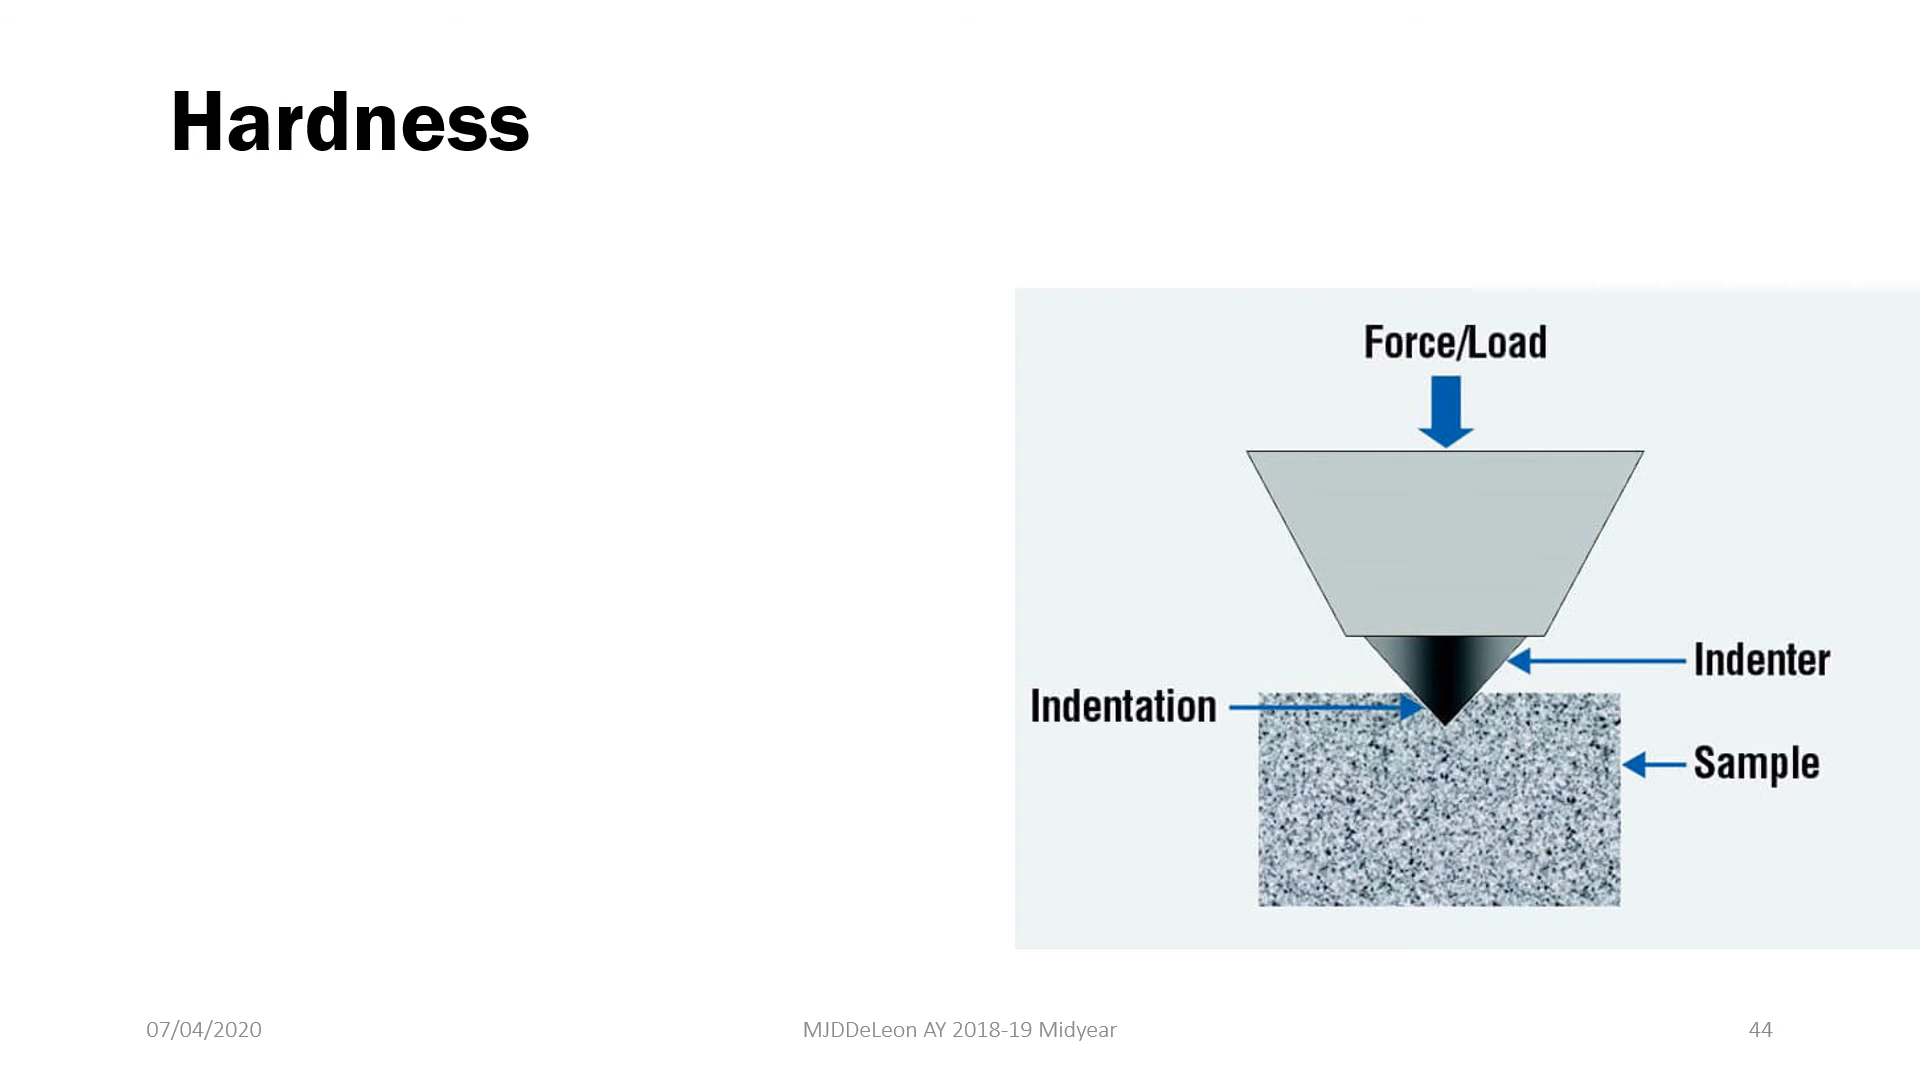 Hardness
Force/Load
Indenter
Indentation
Sample
07/04/2020
MJDDeLeon AY 2018-19 Midyear
44